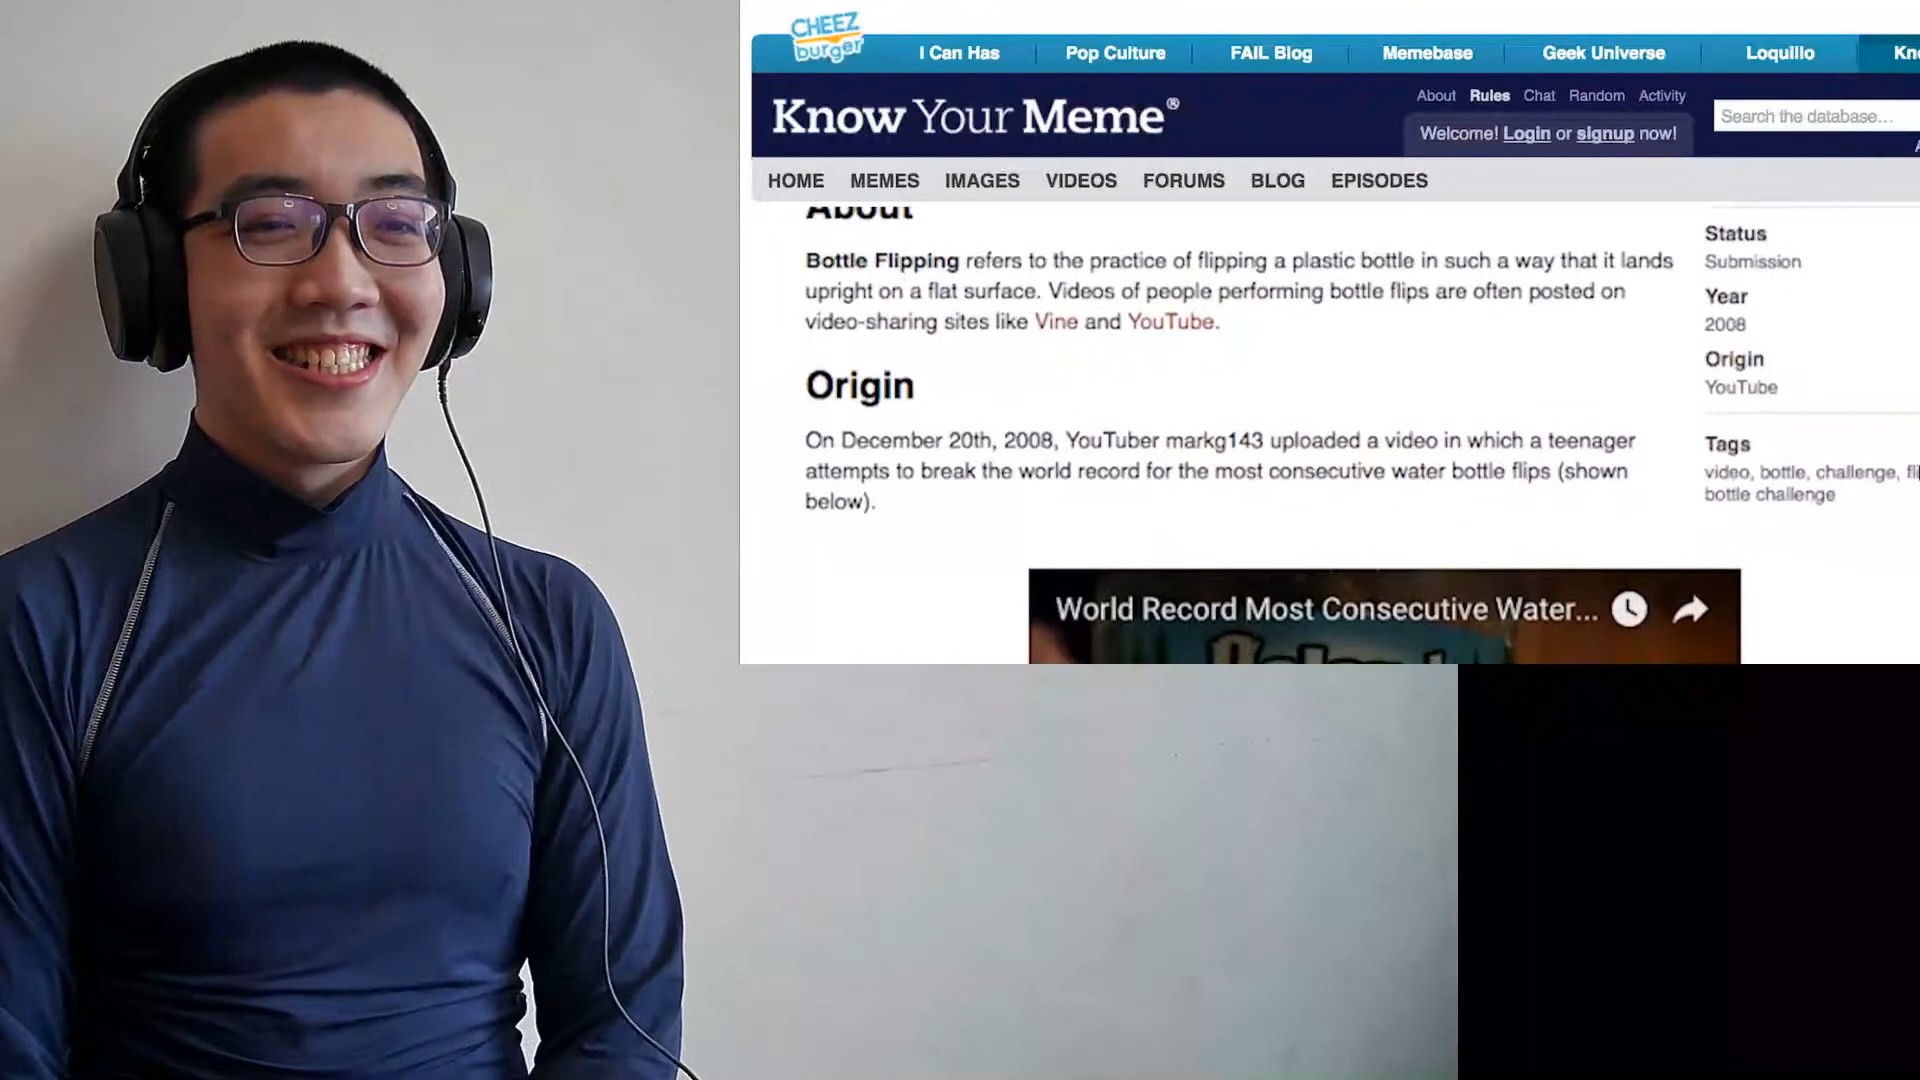 CHEEZ
burger
I Can Has Pop Culture FAIL Blog Memebase Geek Universe Loquillo
Know Your Meme®
About Rules Chat Random Activity
Welcome! Login or signup now!
Search the database...
HOME MEMES IMAGES VIDEOS FORUMS BLOG EPISODES
About
Bottle Flipping refers to the practice of flipping a plastic bottle in such a way that it lands
upright on a flat surface. Videos of people performing bottle flips are often posted on
video-sharing sites like Vine and YouTube.
Origin
On December 20th, 2008, YouTuber markg143 uploaded a video in which a teenager
attempts to break the world record for the most consecutive water bottle flips (shown
below).
World Record Most Consecutive Water...
Status
Submission
Year
2008
Origin
YouTube
Tags
video, bottle, challenge,
bottle challenge